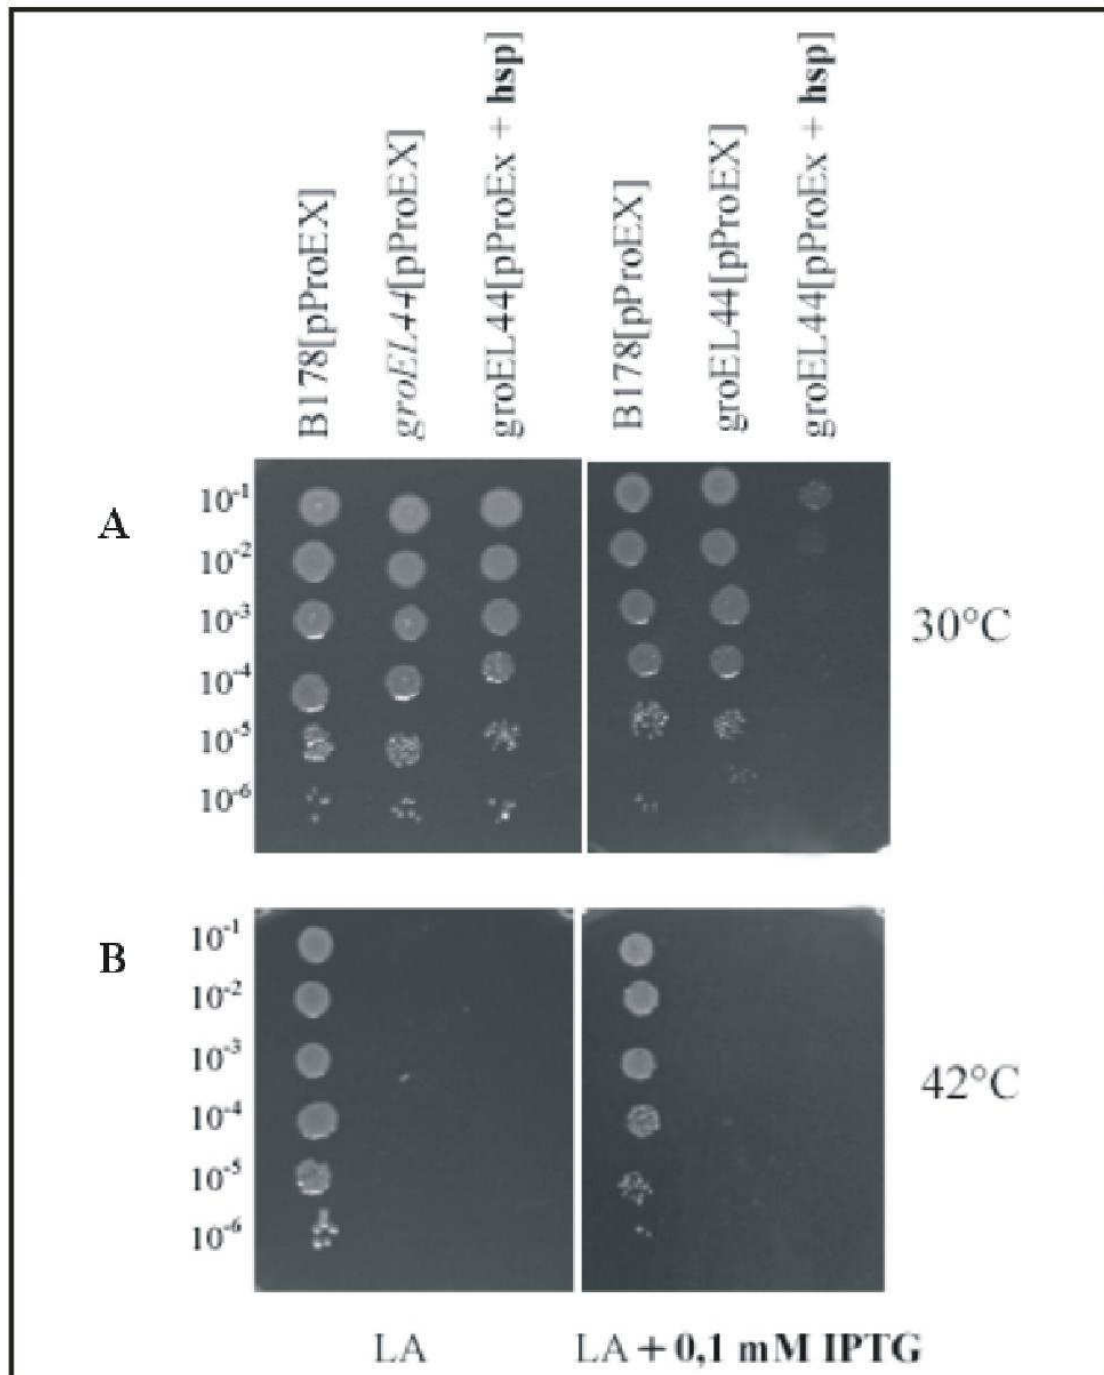 B178[pProEX]
groEL44[pProEX]
groEL44[pProEx + hsp]
B178[pProEX]
groEL44[pProEX]
groEL44[pProEx + hsp]
A
10-1
10-2
10-3
10-4
10-5
10-6
30°C
B
10-1
10-2
10-3
10-4
10-5
10-6
42°C
LA
LA + 0,1 mM IPTG